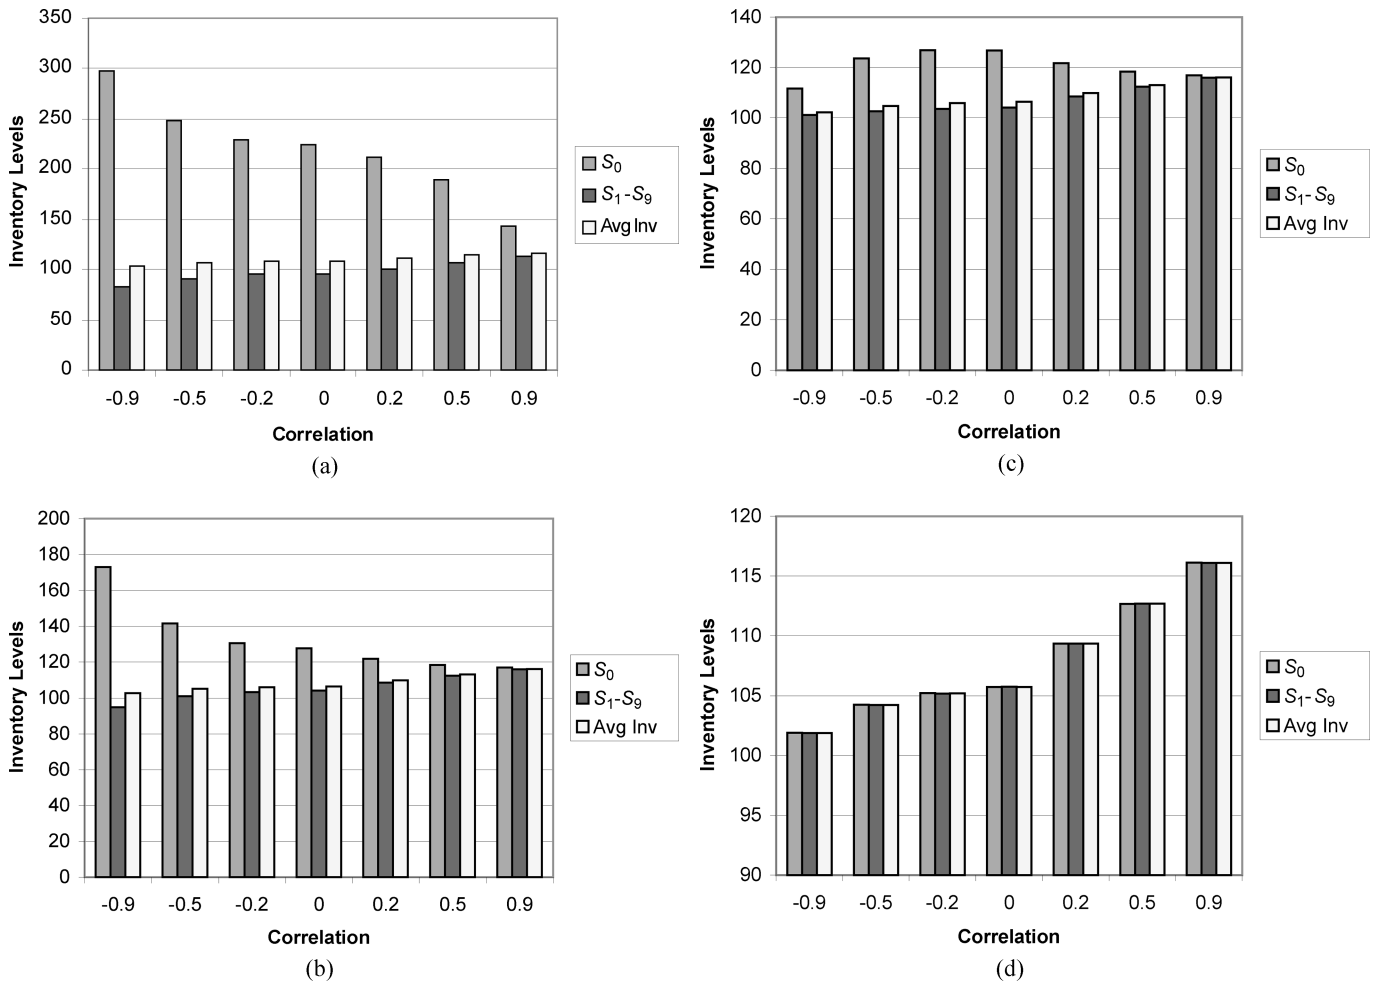 350
300
250
200
150
100
50
0
Inventory Levels
-0.9 -0.5 -0.2 0 0.2 0.5 0.9
Correlation
S0
S1-S9
Avg Inv
(a)
140
120
100
80
60
40
20
0
Inventory Levels
-0.9 -0.5 -0.2 0 0.2 0.5 0.9
Correlation
S0
S1-S9
Avg Inv
(c)
200
180
160
140
120
100
80
60
40
20
0
Inventory Levels
-0.9 -0.5 -0.2 0 0.2 0.5 0.9
Correlation
S0
S1-S9
Avg Inv
(b)
120
115
110
105
100
95
90
Inventory Levels
-0.9 -0.5 -0.2 0 0.2 0.5 0.9
Correlation
S0
S1-S9
Avg Inv
(d)